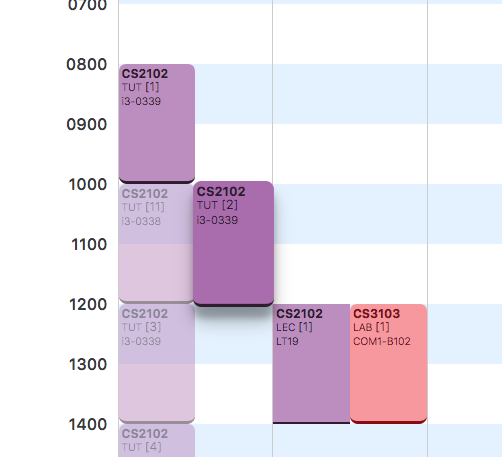 0700
0800
CS2102
TUT [1]
i3-0339
0900
1000
CS2102
TUT [11]
i3-0338
CS2102
TUT [2]
i3-0339
1100
1200
CS2102
TUT [3]
i3-0339
CS2102
LEC [1]
LT19
CS3103
LAB [1]
COM1-B102
1300
1400
CS2102
TUT [4]